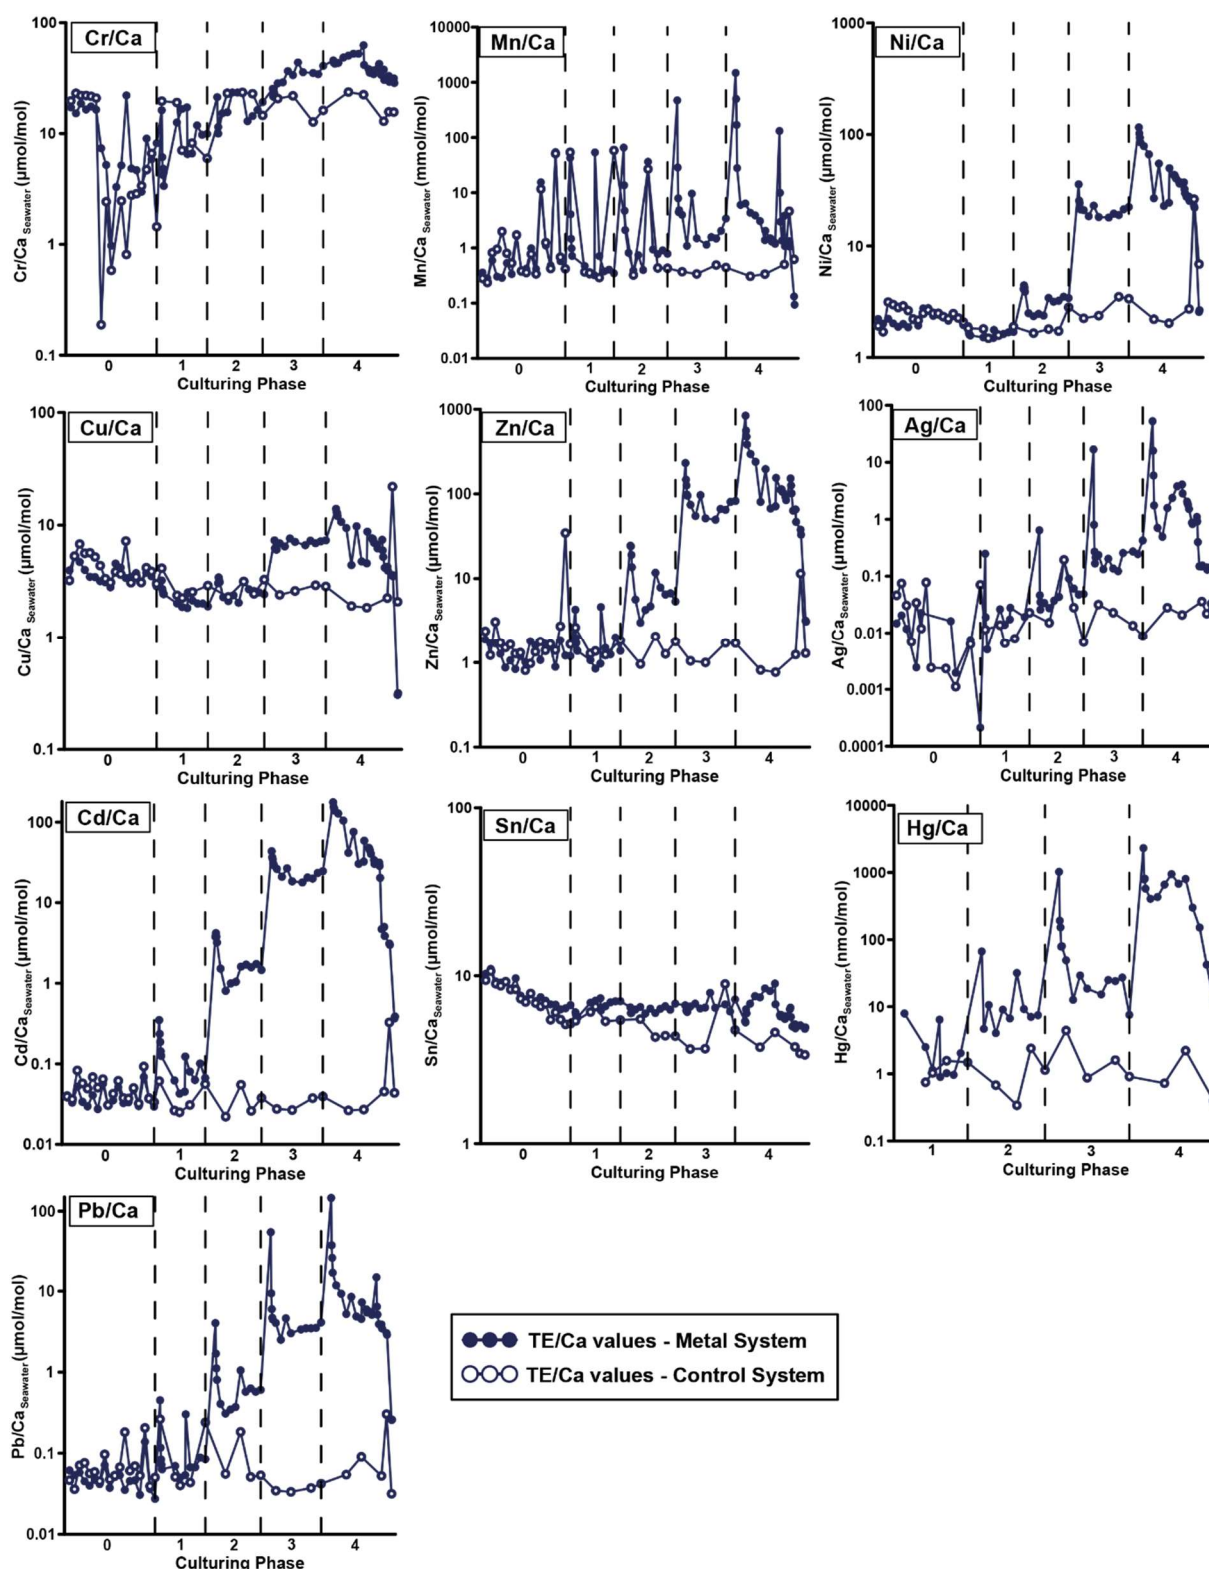 Cr/Ca
Cr/Ca Seawater (µmol/mol)
100
10
1
0.1
0 1 2 3 4
Culturing Phase
Mn/Ca
Mn/Ca Seawater (mmol/mol)
10000
1000
100
10
1
0.1
0.01
0 1 2 3 4
Culturing Phase
Ni/Ca
Ni/Ca Seawater (µmol/mol)
1000
100
10
1
0 1 2 3 4
Culturing Phase
Cu/Ca
Cu/Ca Seawater (µmol/mol)
100
10
1
0.1
0 1 2 3 4
Culturing Phase
Zn/Ca
Zn/Ca Seawater (µmol/mol)
1000
100
10
1
0.1
0 1 2 3 4
Culturing Phase
Ag/Ca
Ag/Ca Seawater (µmol/mol)
100
10
1
0.1
0.01
0.001
0.0001
0 1 2 3 4
Culturing Phase
Cd/Ca
Cd/Ca Seawater (µmol/mol)
100
10
1
0.1
0.01
0 1 2 3 4
Culturing Phase
Sn/Ca
Sn/Ca Seawater (µmol/mol)
100
10
1
0 1 2 3 4
Culturing Phase
Hg/Ca
Hg/Ca Seawater (nmol/mol)
10000
1000
100
10
1
0.1
1 2 3 4
Culturing Phase
Pb/Ca
Pb/Ca Seawater (µmol/mol)
100
10
1
0.1
0.01
0 1 2 3 4
Culturing Phase
TE/Ca values - Metal System
TE/Ca values - Control System